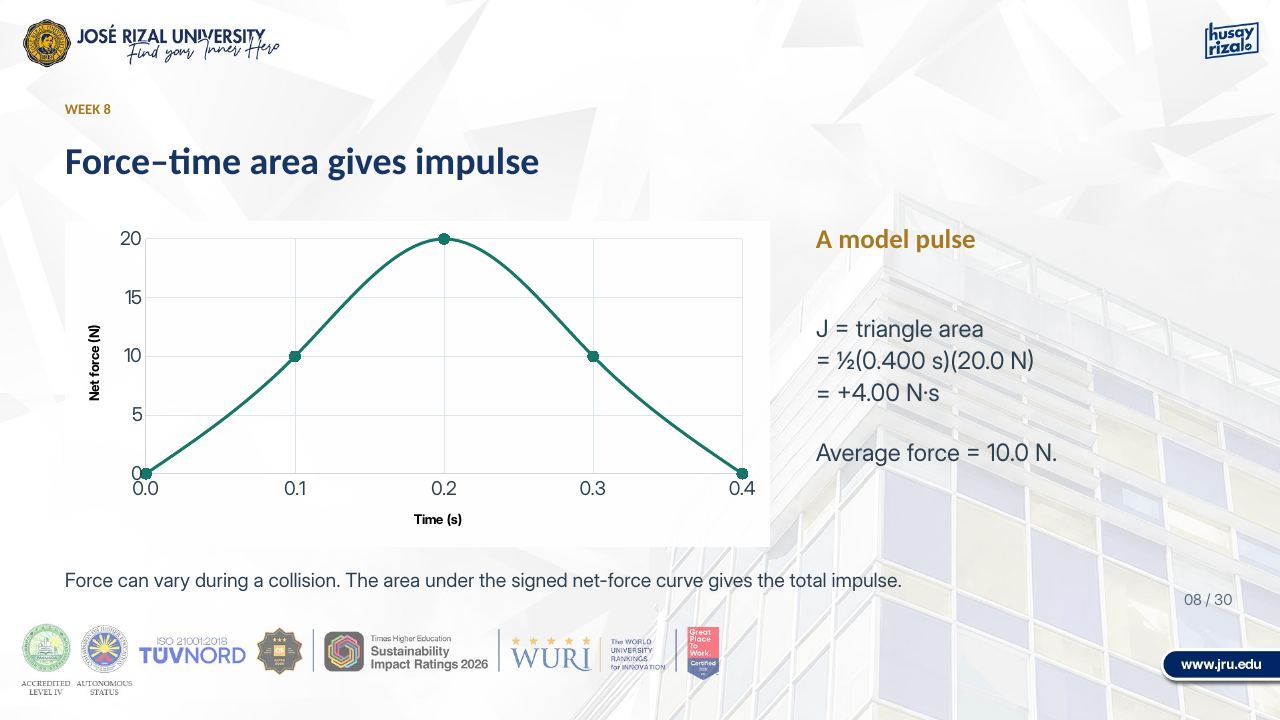 JOSÉ RIZAL UNIVERSITY
Find your Inner Hero
husay
rizal
WEEK 8
Force–time area gives impulse
20
15
10
5
0
0.0 0.1 0.2 0.3 0.4
Net force (N)
Time (s)
A model pulse
J = triangle area
= ½(0.400 s)(20.0 N)
= +4.00 N·s
Average force = 10.0 N.
Force can vary during a collision. The area under the signed net-force curve gives the total impulse.
08 / 30
ACCREDITED
LEVEL IV
AUTONOMOUS
STATUS
ISO 21001:2018
TÜVNORD
Times Higher Education
Sustainability
Impact Ratings 2026
WURI
The WORLD
UNIVERSITY
RANKINGS
for INNOVATION
Great
Place
To
Work.
Certified
www.jru.edu